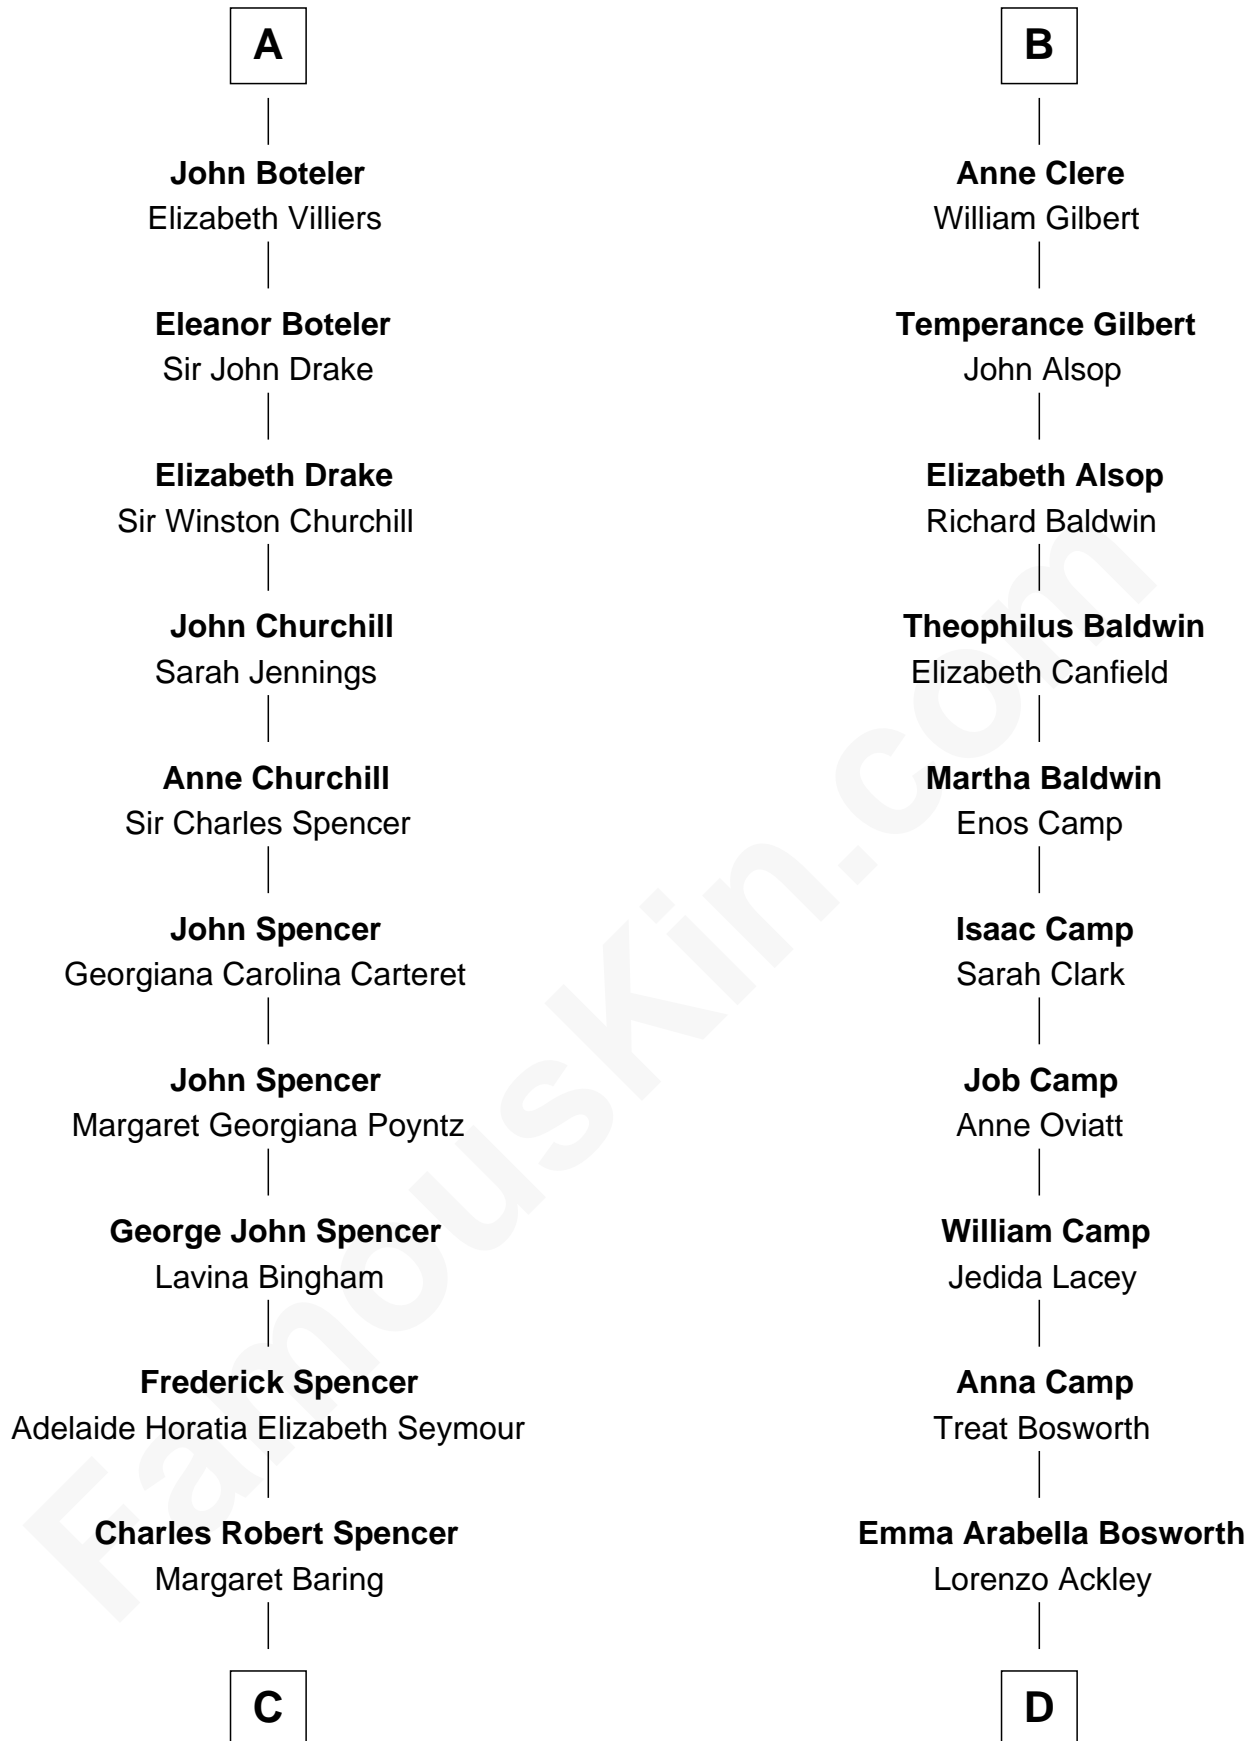 A
John Boteler
Elizabeth Villiers
Eleanor Boteler
Sir John Drake
Elizabeth Drake
Sir Winston Churchill
John Churchill
Sarah Jennings
Anne Churchill
Sir Charles Spencer
John Spencer
Georgiana Carolina Carteret
John Spencer
Margaret Georgiana Poyntz
George John Spencer
Lavina Bingham
Frederick Spencer
Adelaide Horatia Elizabeth Seymour
Charles Robert Spencer
Margaret Baring
C
B
Anne Clere
William Gilbert
Temperance Gilbert
John Alsop
Elizabeth Alsop
Richard Baldwin
Theophilus Baldwin
Elizabeth Canfield
Martha Baldwin
Enos Camp
Isaac Camp
Sarah Clark
Job Camp
Anne Oviatt
William Camp
Jedida Lacey
Anna Camp
Treat Bosworth
Emma Arabella Bosworth
Lorenzo Ackley
D
FamousKin.com